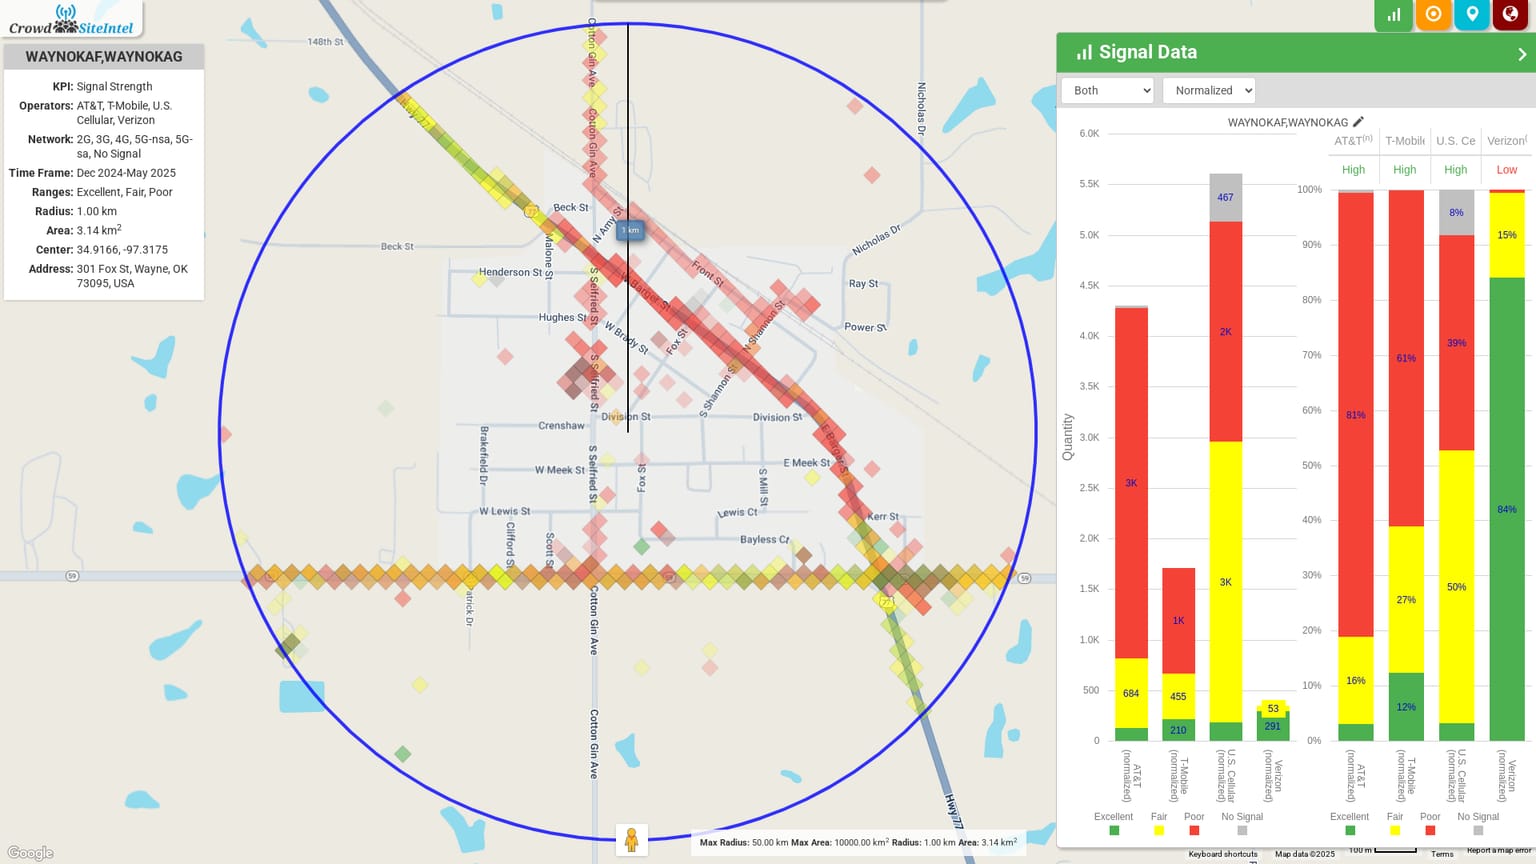 Crowd SiteIntel
WAYNOKAF,WAYNOKAG
KPI: Signal Strength
Operators: AT&T, T-Mobile, U.S.
Cellular, Verizon
Network: 2G, 3G, 4G, 5G-nsa, 5G-
sa, No Signal
Time Frame: Dec 2024-May 2025
Ranges: Excellent, Fair, Poor
Radius: 1.00 km
Area: 3.14 km²
Center: 34.9166, -97.3175
Address: 301 Fox St, Wayne, OK
73095, USA
148th St
Hwy 77
Cotton Gin Ave
Cotton Gin Ave
Nicholas Dr
Beck St
N Amy St
1 km
Beck St
Malone St
Nicholas Dr
Henderson St
S Seifried St
W Barger St
Front St
Ray St
Hughes St
W Brady St
Fox St
N Shannon St
Power St
S Seifried St
S Shannon St
Division St
Division St
Crenshaw
E Barger St
Brakefield Dr
S Seifried St
W Meek St
Fox St
E Meek St
S Mill St
W Lewis St
Lewis Ct
Kerr St
Clifford St
Scott St
Bayless Cr
59
59
59
77
77
Patrick Dr
Cotton Gin Ave
Cotton Gin Ave
Hwy 77
Google
Max Radius: 50.00 km Max Area: 10000.00 km² Radius: 1.00 km Area: 3.14 km²
Keyboard shortcuts
Map data ©2025
100 m
Terms
Report a map error
Signal Data
Both
Normalized
WAYNOKAF,WAYNOKAG
6.0K
5.5K
5.0K
4.5K
4.0K
3.5K
3.0K
2.5K
2.0K
1.5K
1.0K
500
0
Quantity
3K
684
1K
455
210
467
2K
3K
53
291
AT&T
(normalized)
T-Mobile
(normalized)
U.S. Cellular
(normalized)
Verizon
(normalized)
Excellent
Fair
Poor
No Signal
AT&T(n)
T-Mobile
U.S. Ce
Verizon(
High
High
High
Low
100%
90%
80%
70%
60%
50%
40%
30%
20%
10%
0%
81%
16%
61%
27%
12%
8%
39%
50%
15%
84%
AT&T
(normalized)
T-Mobile
(normalized)
U.S. Cellular
(normalized)
Verizon
(normalized)
Excellent
Fair
Poor
No Signal